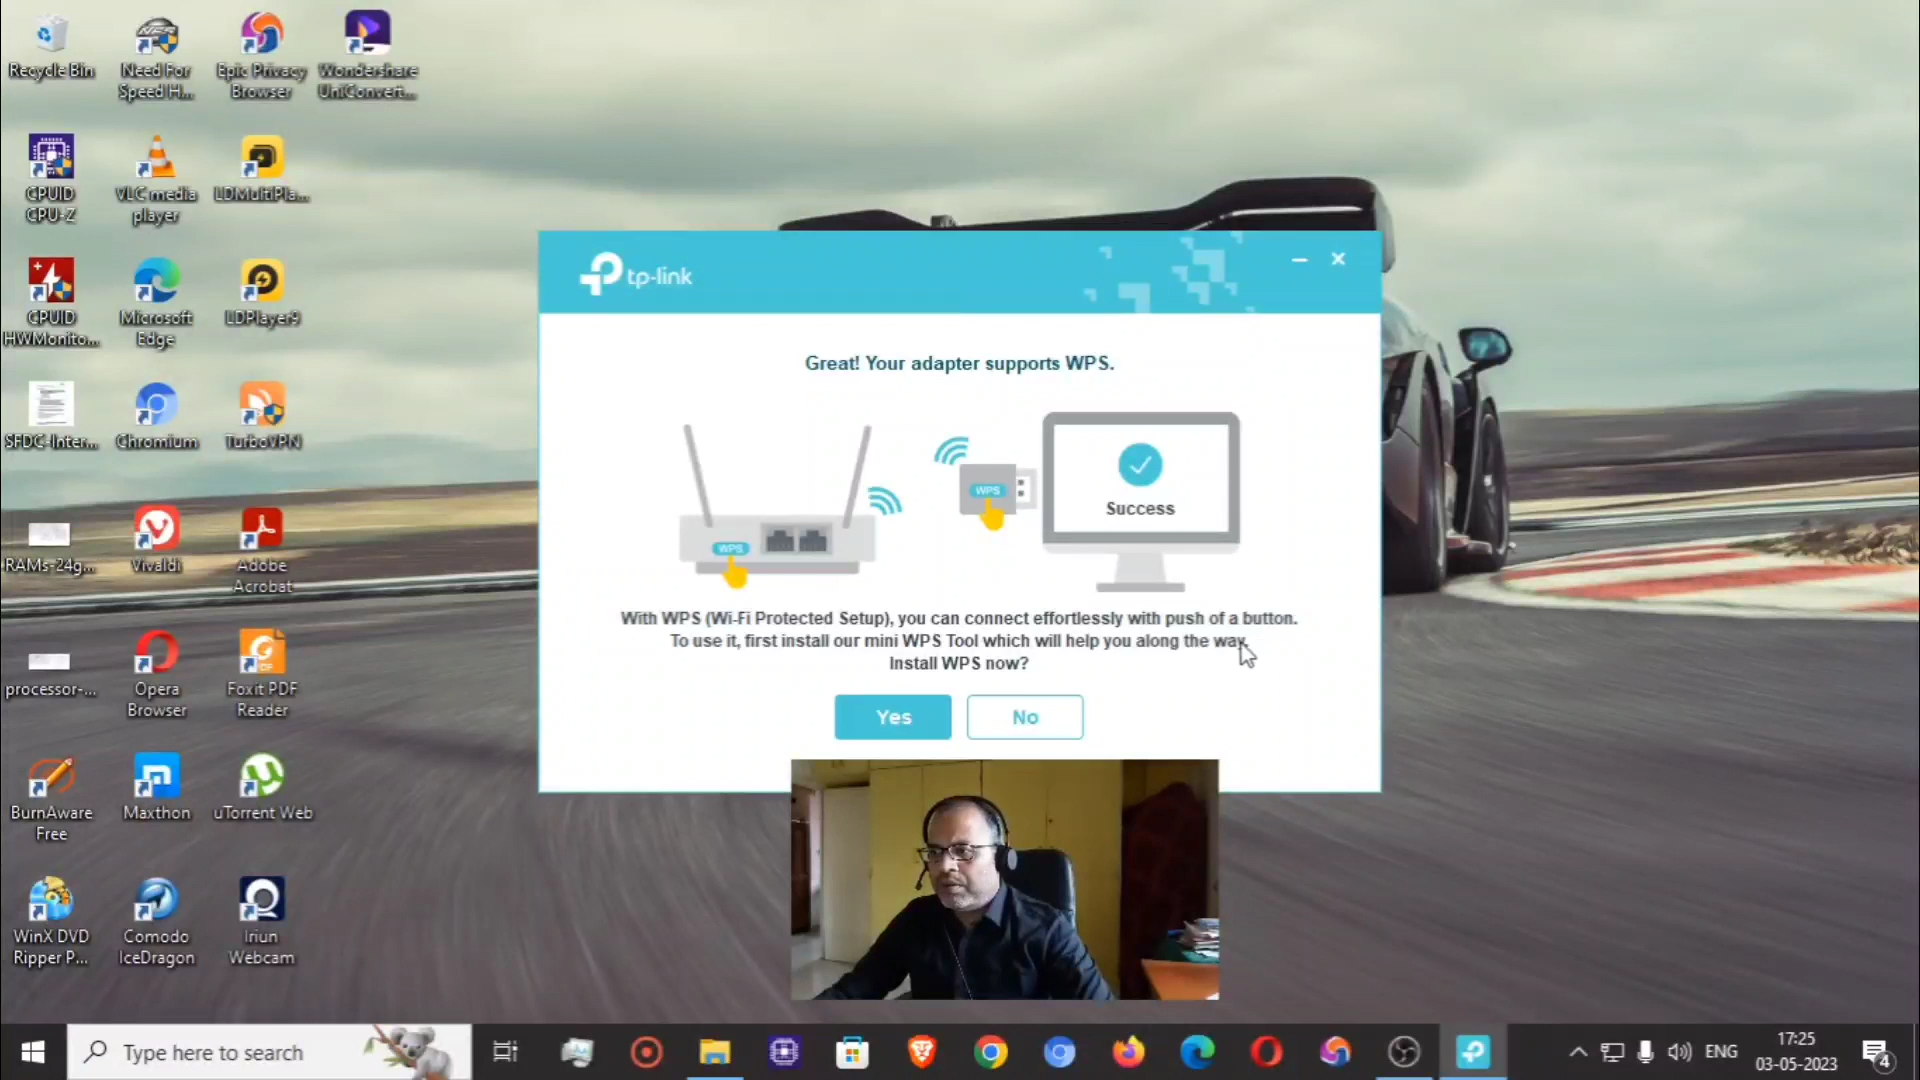 Recycle Bin
Need For
Speed H...
Epic Privacy
Browser
Wondershare
UniConvert...
CPUID
CPU-Z
VLC media
player
LDMultiPla...
CPUID
HWMonito...
Microsoft
Edge
LDPlayer9
SFDC-Inter...
Chromium
TurboVPN
RAMs-24g...
Vivaldi
Adobe
Acrobat
processor-...
Opera
Browser
Foxit PDF
Reader
BurnAware
Free
Maxthon
uTorrent Web
WinX DVD
Ripper P...
Comodo
IceDragon
Iriun
Webcam
tp-link
Great! Your adapter supports WPS.
WPS
WPS
Success
With WPS (Wi-Fi Protected Setup), you can connect effortlessly with push of a button.
To use it, first install our mini WPS Tool which will help you along the way.
Install WPS now?
Yes
No
Type here to search
ENG
17:25
03-05-2023
4